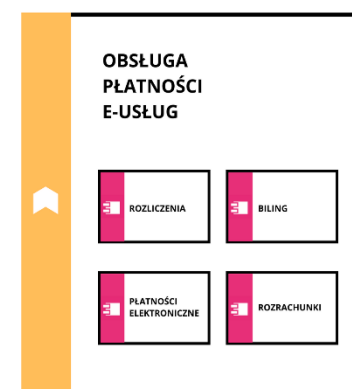 OBSŁUGA
PŁATNOŚCI
E-USŁUG
ROZLICZENIA
BILING
PŁATNOŚCI
ELEKTRONICZNE
ROZRACHUNKI